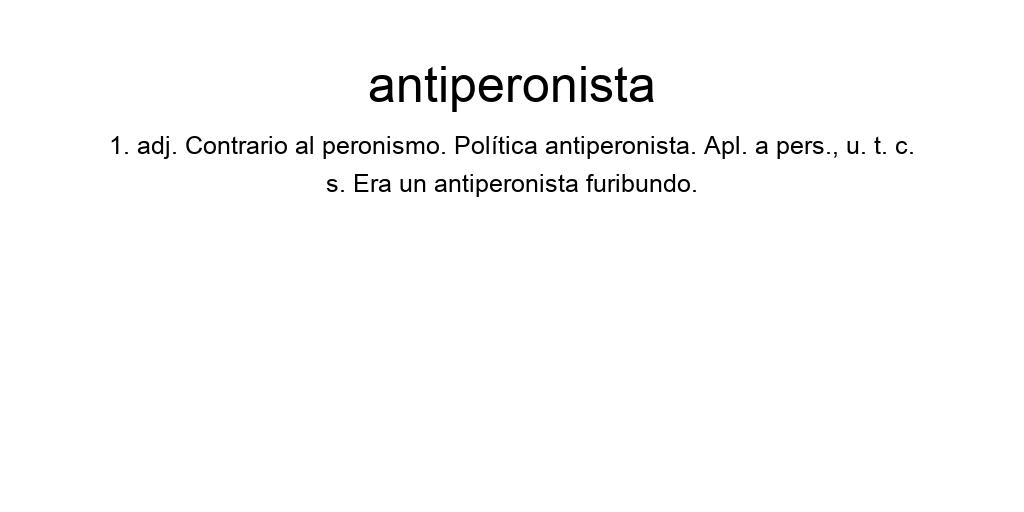 antiperonista
1. adj. Contrario al peronismo. Política antiperonista. Apl. a pers., u. t. c.
s. Era un antiperonista furibundo.